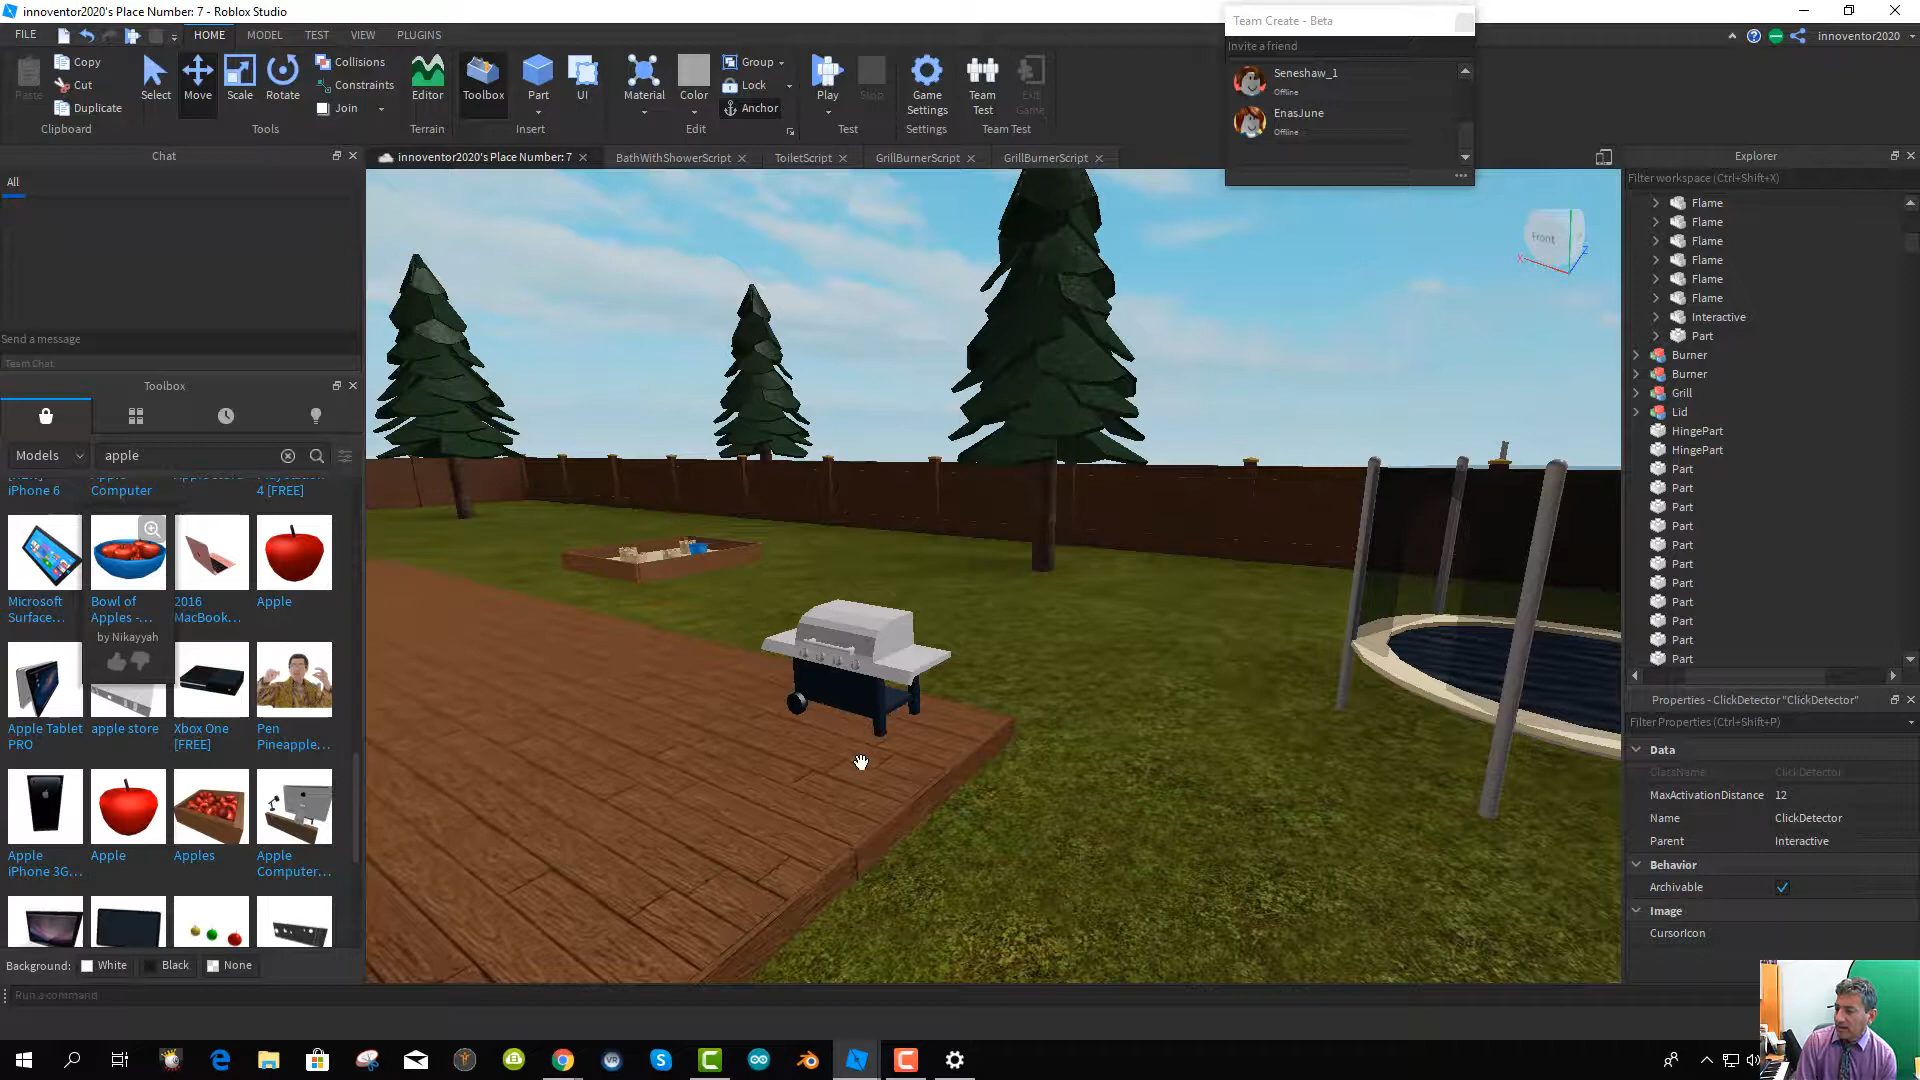 innoventor2020's Place Number: 7 - Roblox Studio
Team Create - Beta
FILE
HOME
MODEL
TEST
VIEW
PLUGINS
innoventor2020
Invite a friend
Seneshaw_1
Offline
EnasJune
Offline
Paste
Copy
Cut
Duplicate
Clipboard
Select
Move
Scale
Rotate
Tools
Collisions
Constraints
Join
Editor
Terrain
Toolbox
Part
UI
Insert
Material
Color
Group
Lock
Anchor
Edit
Play
Stop
Test
Game
Settings
Settings
Team
Test
Exit
Game
Team Test
Chat
innoventor2020's Place Number: 7
BathWithShowerScript
ToiletScript
GrillBurnerScript
GrillBurnerScript
Explorer
All
Filter workspace (Ctrl+Shift+X)
Front
X
Z
Flame
Flame
Flame
Flame
Flame
Flame
Interactive
Part
Burner
Burner
Grill
Lid
HingePart
HingePart
Part
Part
Part
Part
Part
Part
Part
Part
Part
Part
Part
Send a message
Team Chat
Toolbox
Models
apple
iPhone 6
Computer
4 [FREE]
Microsoft
Surface...
Bowl of
Apples -...
by Nikayyah
2016
MacBook...
Apple
Apple Tablet
PRO
apple store
Xbox One
[FREE]
Pen
Pineapple...
Apple
iPhone 3G...
Apple
Apples
Apple
Computer...
Background:
White
Black
None
Run a command
Properties - ClickDetector "ClickDetector"
Filter Properties (Ctrl+Shift+P)
Data
ClassName ClickDetector
MaxActivationDistance 12
Name ClickDetector
Parent Interactive
Behavior
Archivable
Image
CursorIcon